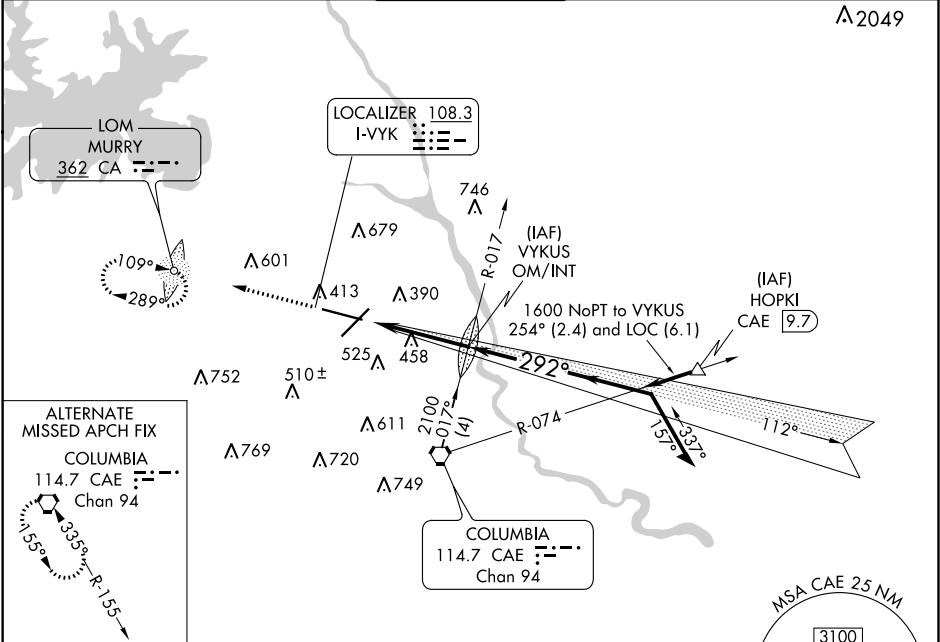 2049
LOCALIZER 108.3
I-VYK
LOM
MURRY
362 CA
746
R-017
679
(IAF)
VYKUS
OM/INT
(IAF)
HOPKI
CAE 9.7
601
109°
289°
413
390
1600 NoPT to VYKUS
254° (2.4) and LOC (6.1)
525
458
292°
752
510±
2100
017°
(4)
R-074
112°
337°
157°
611
769
720
749
ALTERNATE
MISSED APCH FIX
COLUMBIA
114.7 CAE
Chan 94
155°
335°
R-155
COLUMBIA
114.7 CAE
Chan 94
MSA CAE 25 NM
3100